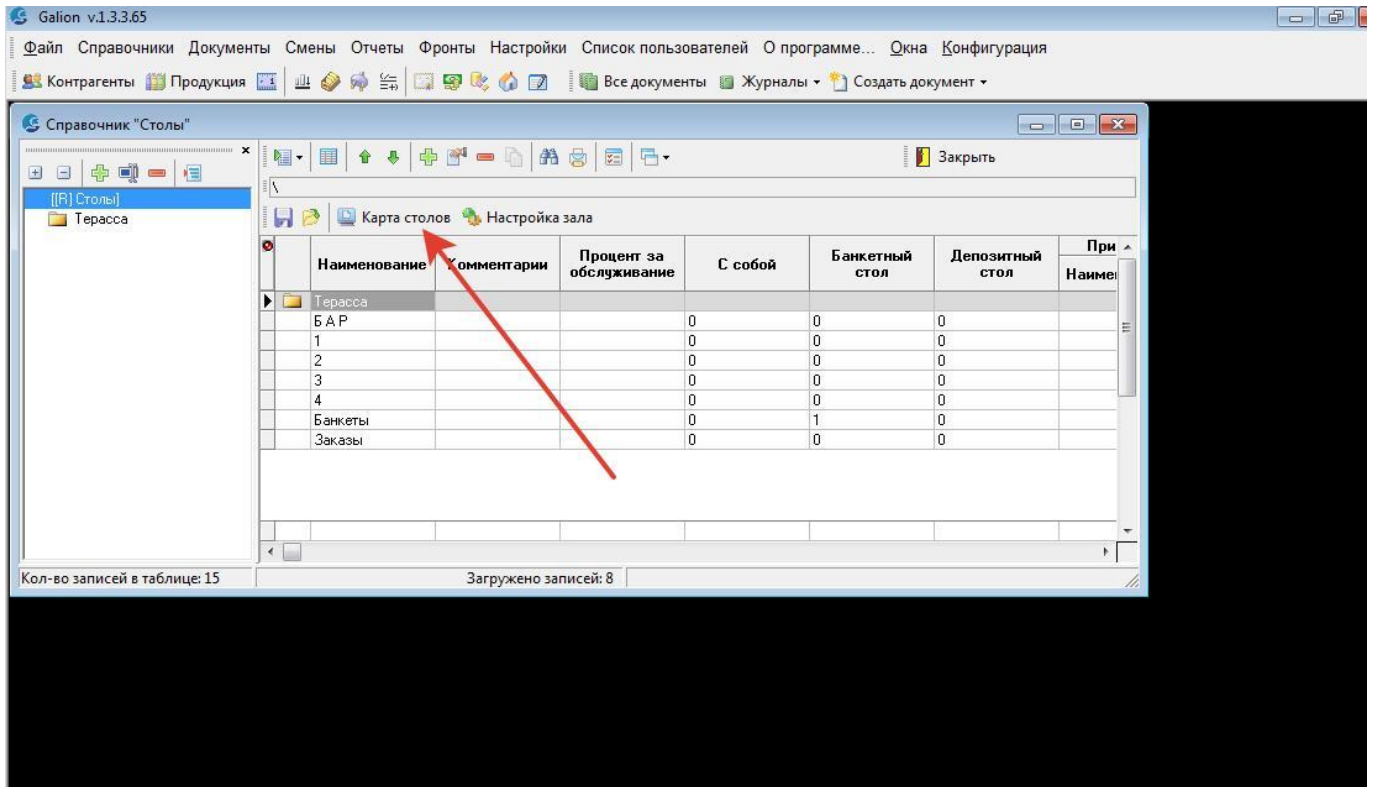 Galion v.1.3.3.65
Файл Справочники Документы Смены Отчеты Фронты Настройки Список пользователей О программе... Окна Конфигурация
Контрагенты Продукция Все документы Журналы Создать документ
Справочник "Столы"
Закрыть
[[R] Столы]
\
Терасса
Карта столов Настройка зала
Наименование Комментарии Процент за обслуживание С собой Банкетный стол Депозитный стол При
Наимен
Терасса
Б А Р 0 0 0
1 0 0 0
2 0 0 0
3 0 0 0
4 0 0 0
Банкеты 0 1 0
Заказы 0 0 0
Кол-во записей в таблице: 15 Загружено записей: 8